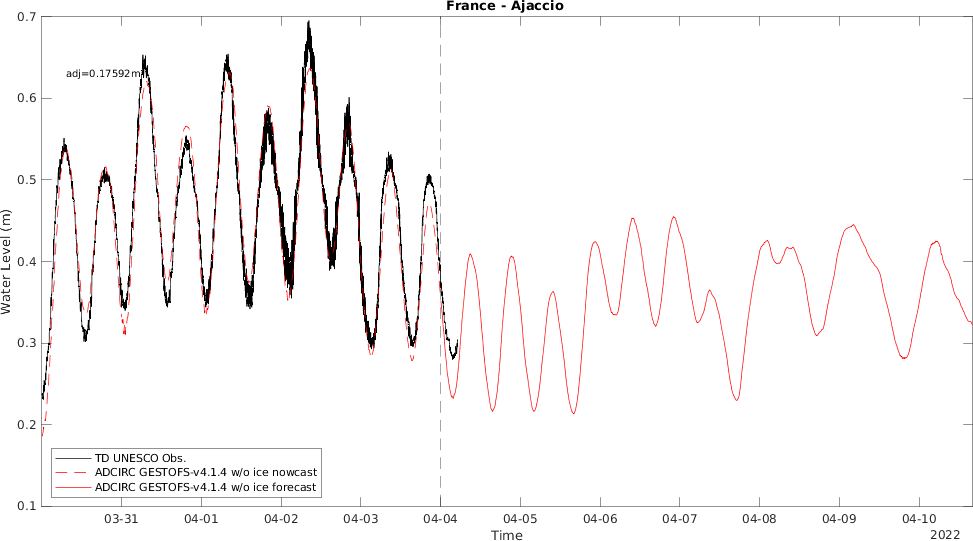 France - Ajaccio
adj=0.17592m
Water Level (m)
0.7
0.6
0.5
0.4
0.3
0.2
0.1
TD UNESCO Obs.
ADCIRC GESTOFS-v4.1.4 w/o ice nowcast
ADCIRC GESTOFS-v4.1.4 w/o ice forecast
03-31 04-01 04-02 04-03 04-04 04-05 04-06 04-07 04-08 04-09 04-10
Time
2022